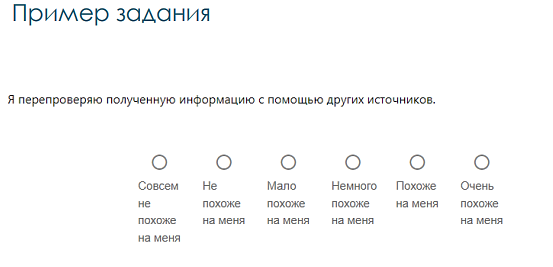 Пример задания
Я перепроверяю полученную информацию с помощью других источников.
Совсем не похоже на меня
Не похоже на меня
Мало похоже на меня
Немного похоже на меня
Похоже на меня
Очень похоже на меня